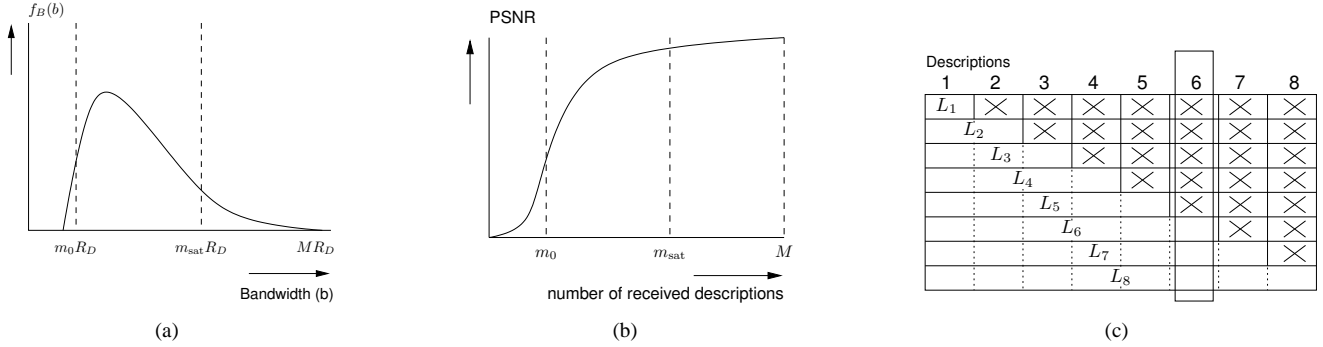 f_B(b)
m_0R_D
m_satR_D
MR_D
Bandwidth (b)
(a)
PSNR
m_0
m_sat
M
number of received descriptions
(b)
Descriptions
1 2 3 4 5 6 7 8
L_1
L_2
L_3
L_4
L_5
L_6
L_7
L_8
(c)